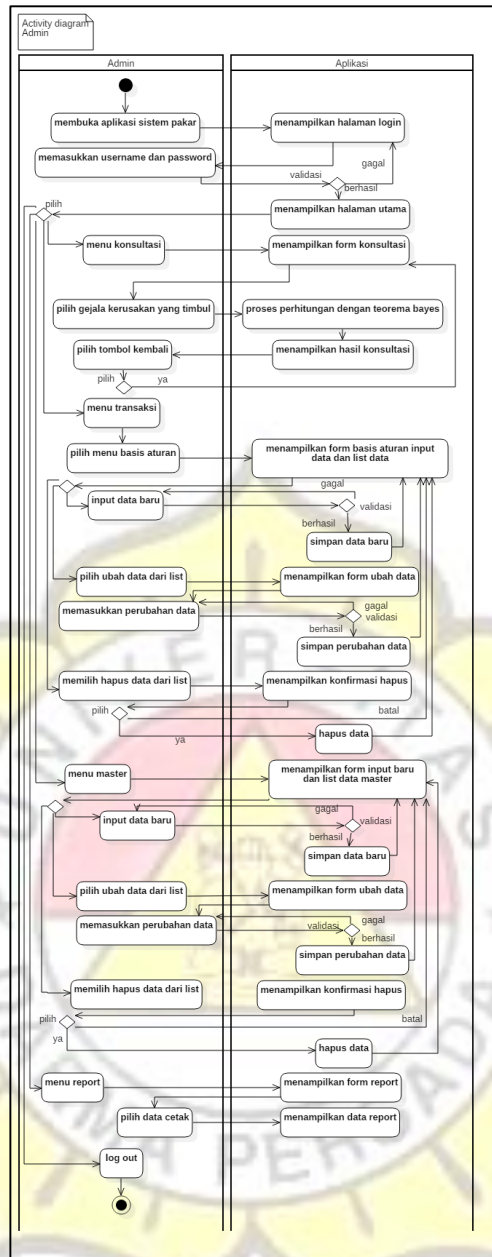 Activity diagram
Admin
Admin
Aplikasi
membuka aplikasi sistem pakar
menampilkan halaman login
memasukkan username dan password
gagal
validasi
berhasil
pilih
menampilkan halaman utama
menu konsultasi
menampilkan form konsultasi
pilih gejala kerusakan yang timbul
proses perhitungan dengan teorema bayes
pilih tombol kembali
menampilkan hasil konsultasi
pilih
ya
menu transaksi
pilih menu basis aturan
menampilkan form basis aturan input
data dan list data
gagal
input data baru
validasi
berhasil
simpan data baru
pilih ubah data dari list
menampilkan form ubah data
memasukkan perubahan data
gagal
validasi
berhasil
simpan perubahan data
memilih hapus data dari list
menampilkan konfirmasi hapus
pilih
batal
ya
hapus data
menu master
menampilkan form input baru
dan list data master
gagal
input data baru
validasi
berhasil
simpan data baru
pilih ubah data dari list
menampilkan form ubah data
memasukkan perubahan data
gagal
validasi
berhasil
simpan perubahan data
memilih hapus data dari list
menampilkan konfirmasi hapus
pilih
batal
ya
hapus data
menu report
menampilkan form report
pilih data cetak
menampilkan data report
log out